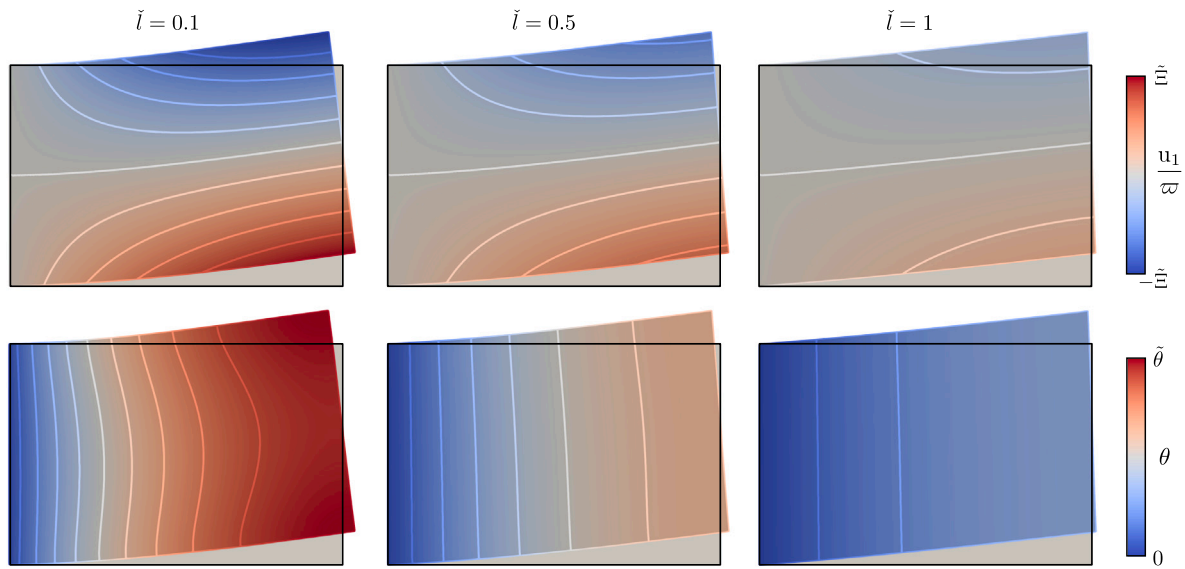 ľ = 0.1
ľ = 0.5
ľ = 1
Ξ̃
u₁/ϖ
−Ξ̃
θ̃
θ
0